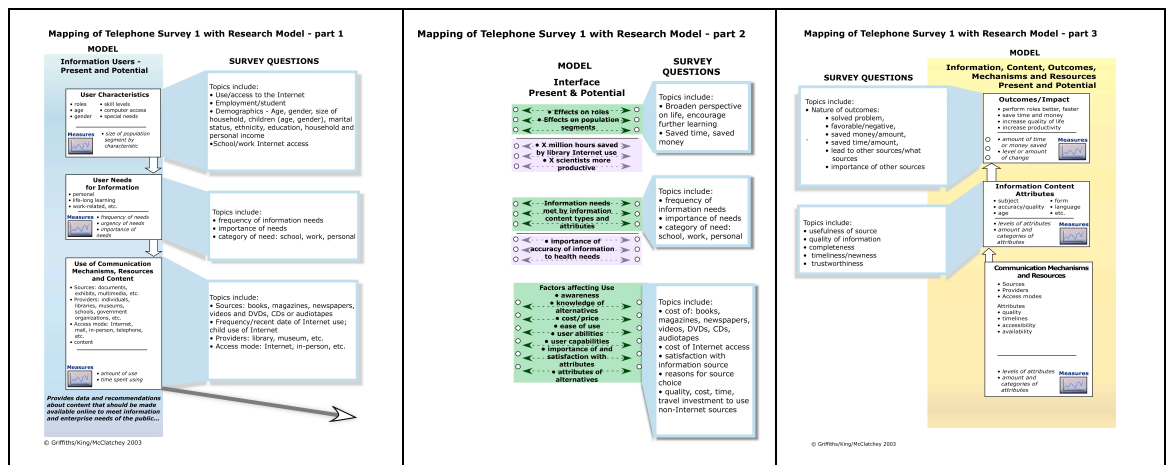 Mapping of Telephone Survey 1 with Research Model - part 1
MODEL
Information Users -
Present and Potential
User Characteristics
• roles
• age
• gender
• skill levels
• computer access
• special needs
Measures
• size of population
segment by
characteristic
User Needs
for Information
• personal
• life-long learning
• work-related, etc.
Measures
• frequency of needs
• urgency of needs
• importance of
needs
Use of Communication
Mechanisms, Resources
and Content
• Sources: documents,
exhibits, multimedia, etc.
• Providers: individuals,
libraries, museums,
schools, government
organizations, etc.
• Access mode: Internet,
mail, in-person, telephone,
etc.
• content
Measures
• amount of use
• time spent using
Provides data and recommendations
about content that should be made
available online to meet information
and enterprise needs of the public...
© Griffiths/King/McClatchey 2003
SURVEY QUESTIONS
Topics include:
• Use/access to the Internet
• Employment/student
• Demographics - Age, gender, size of
household, children (age, gender), marital
status, ethnicity, education, household and
personal income
•School/work Internet access
Topics include:
• frequency of information needs
• importance of needs
• category of need: school, work, personal
Topics include:
• Sources: books, magazines, newspapers,
videos and DVDs, CDs or audiotapes
• Frequency/recent date of Internet use;
child use of Internet
• Providers: library, museum, etc.
• Access mode: Internet, in-person, etc.
Mapping of Telephone Survey 1 with Research Model - part 2
MODEL
Interface
Present & Potential
• Effects on roles
• Effects on population
segments
• X million hours saved
by library Internet use
• X scientists more
productive
Information needs
met by information
content types and
attributes
• importance of
accuracy of information
to health needs
Factors affecting Use
• awareness
• knowledge of
alternatives
• cost/price
• ease of use
• user abilities
• user capabilities
• importance of and
satisfaction with
attributes
• attributes of
alternatives
SURVEY
QUESTIONS
Topics include:
• Broaden perspective
on life, encourage
further learning
• Saved time, saved
money
Topics include:
• frequency of
information needs
• importance of needs
• category of need:
school, work, personal
Topics include:
• cost of: books,
magazines, newspapers,
videos, DVDs, CDs,
audiotapes
• cost of Internet access
• satisfaction with
information source
• reasons for source
choice
• quality, cost, time,
travel investment to use
non-Internet sources
Mapping of Telephone Survey 1 with Research Model - part 3
SURVEY QUESTIONS
Topics include:
• Nature of outcomes:
• solved problem,
• favorable/negative,
• saved money/amount,
• saved time/amount,
• lead to other sources/what
sources
• importance of other sources
Topics include:
• usefulness of source
• quality of information
• completeness
• timeliness/newness
• trustworthiness
MODEL
Information, Content, Outcomes,
Mechanisms and Resources
Present and Potential
Outcomes/Impact
• perform roles better, faster
• save time and money
• increase quality of life
• increase productivity
• amount of time
or money saved
• level or amount
of change
Measures
Information Content
Attributes
• subject
• accuracy/quality
• age
• form
• language
• etc.
• levels of attributes
• amount and
categories of
attributes
Measures
Communication Mechanisms
and Resources
• Sources
• Providers
• Access modes
Attributes
• quality
• timelines
• accessibility
• availability
• levels of attributes
• amount and
categories of
attributes
Measures
© Griffiths/King/McClatchey 2003